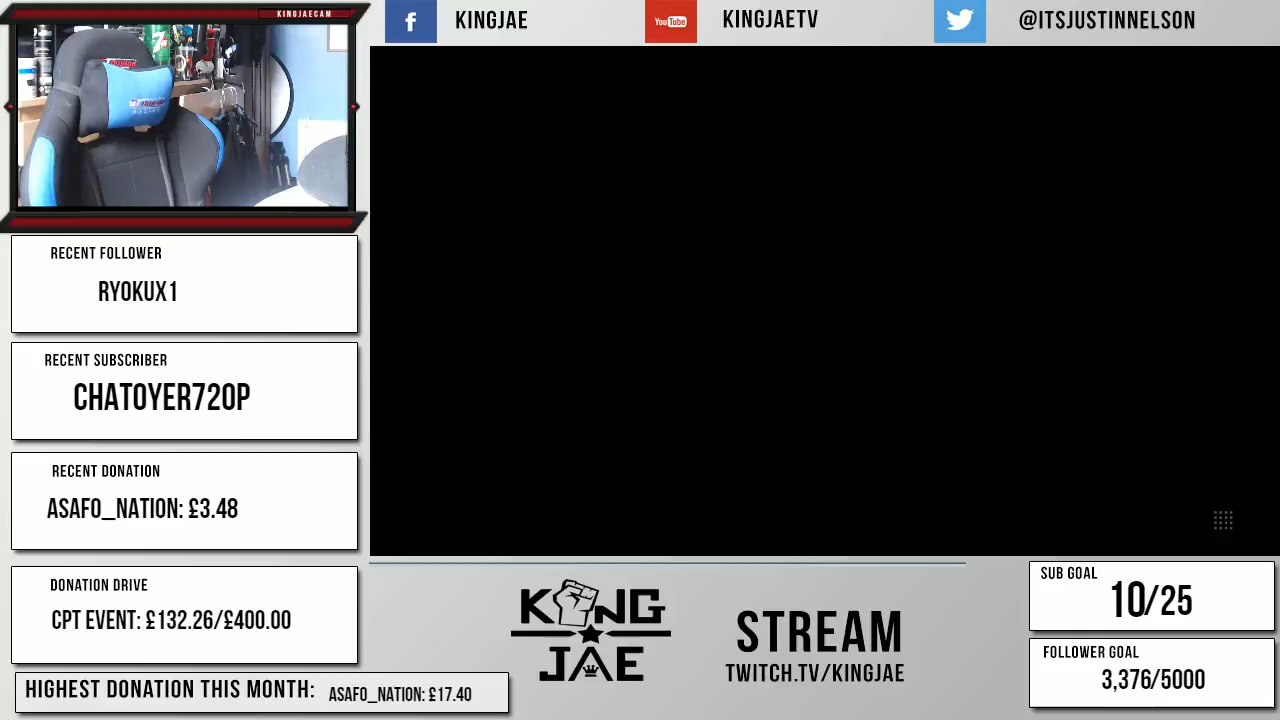 KINGJAECAM
KINGJAE
YouTube
KINGJAETV
@ITSJUSTINNELSON
RECENT FOLLOWER
RYOKUX1
RECENT SUBSCRIBER
CHATOYER720P
RECENT DONATION
ASAFO_NATION: £3.48
DONATION DRIVE
CPT EVENT: £132.26/£400.00
HIGHEST DONATION THIS MONTH: ASAFO_NATION: £17.40
KING
JAE
STREAM
TWITCH.TV/KINGJAE
SUB GOAL
10/25
FOLLOWER GOAL
3,376/5000